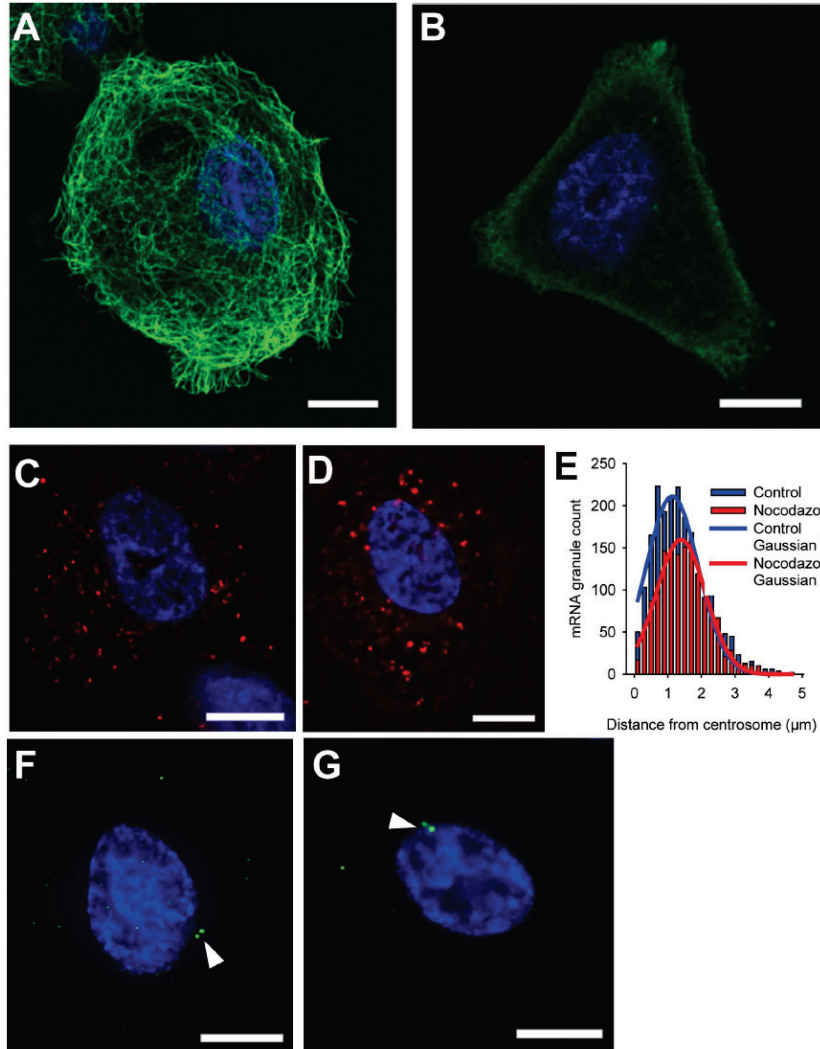 A
B
C
D
E
250
200
150
100
50
0
mRNA granule count
Control
Nocodazo
Control
Gaussian
Nocodazo
Gaussian
0 1 2 3 4 5
Distance from centrosome (µm)
F
G